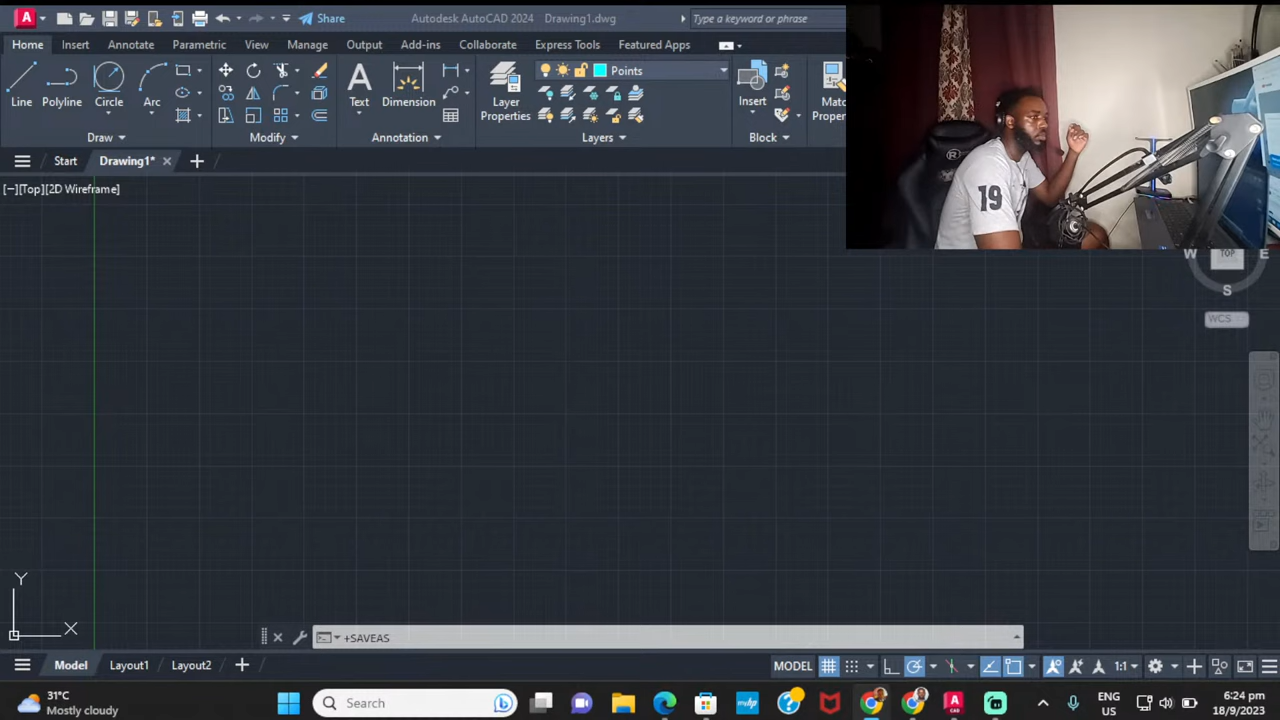 Share
Autodesk AutoCAD 2024 Drawing1.dwg
Type a keyword or phrase
Home Insert Annotate Parametric View Manage Output Add-ins Collaborate Express Tools Featured Apps
Points
Line Polyline Circle Arc Text Dimension Layer Properties Insert
Draw Modify Annotation Layers Block
Start Drawing1*
[−][Top][2D Wireframe]
19
W TOP E
S
WCS
Y
X
+SAVEAS
Model Layout1 Layout2
MODEL 1:1
31°C
Mostly cloudy
Search
ENG
US
6:24 pm
18/9/2023